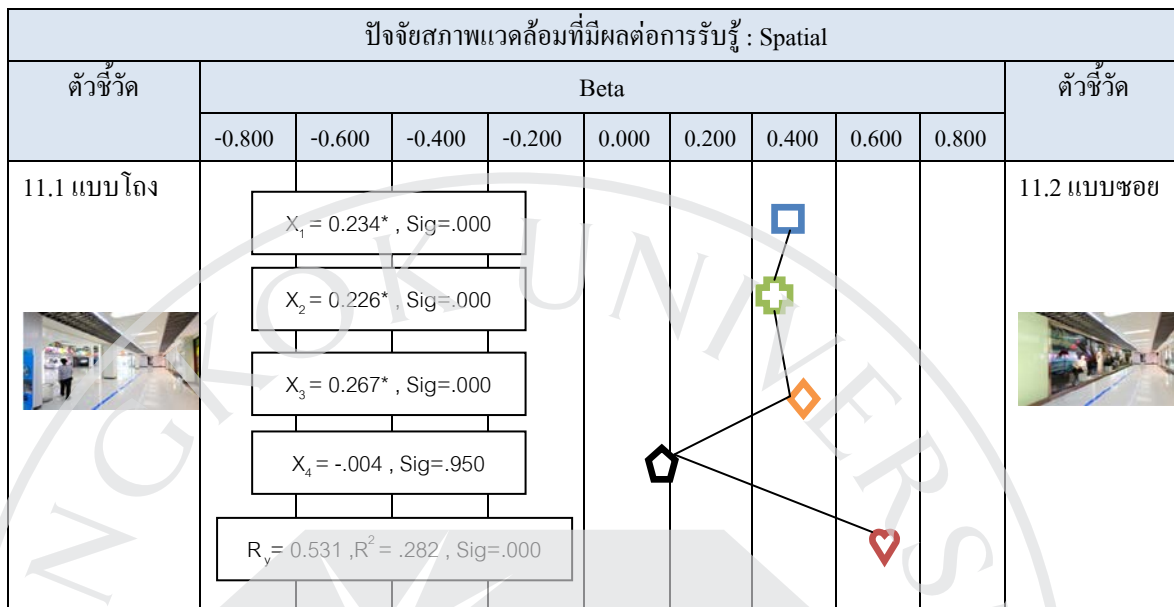 ปัจจัยสภาพแวดล้อมที่มีผลต่อการรับรู้ : Spatial
ตัวชี้วัด
Beta
ตัวชี้วัด
-0.800 -0.600 -0.400 -0.200 0.000 0.200 0.400 0.600 0.800
11.1 แบบโถง
11.2 แบบซอย
X₁ = 0.234* , Sig=.000
X₂ = 0.226* , Sig=.000
X₃ = 0.267* , Sig=.000
X₄ = -.004 , Sig=.950
Rᵧ= 0.531 ,R² = .282 , Sig=.000
NGKOK UNIVERS